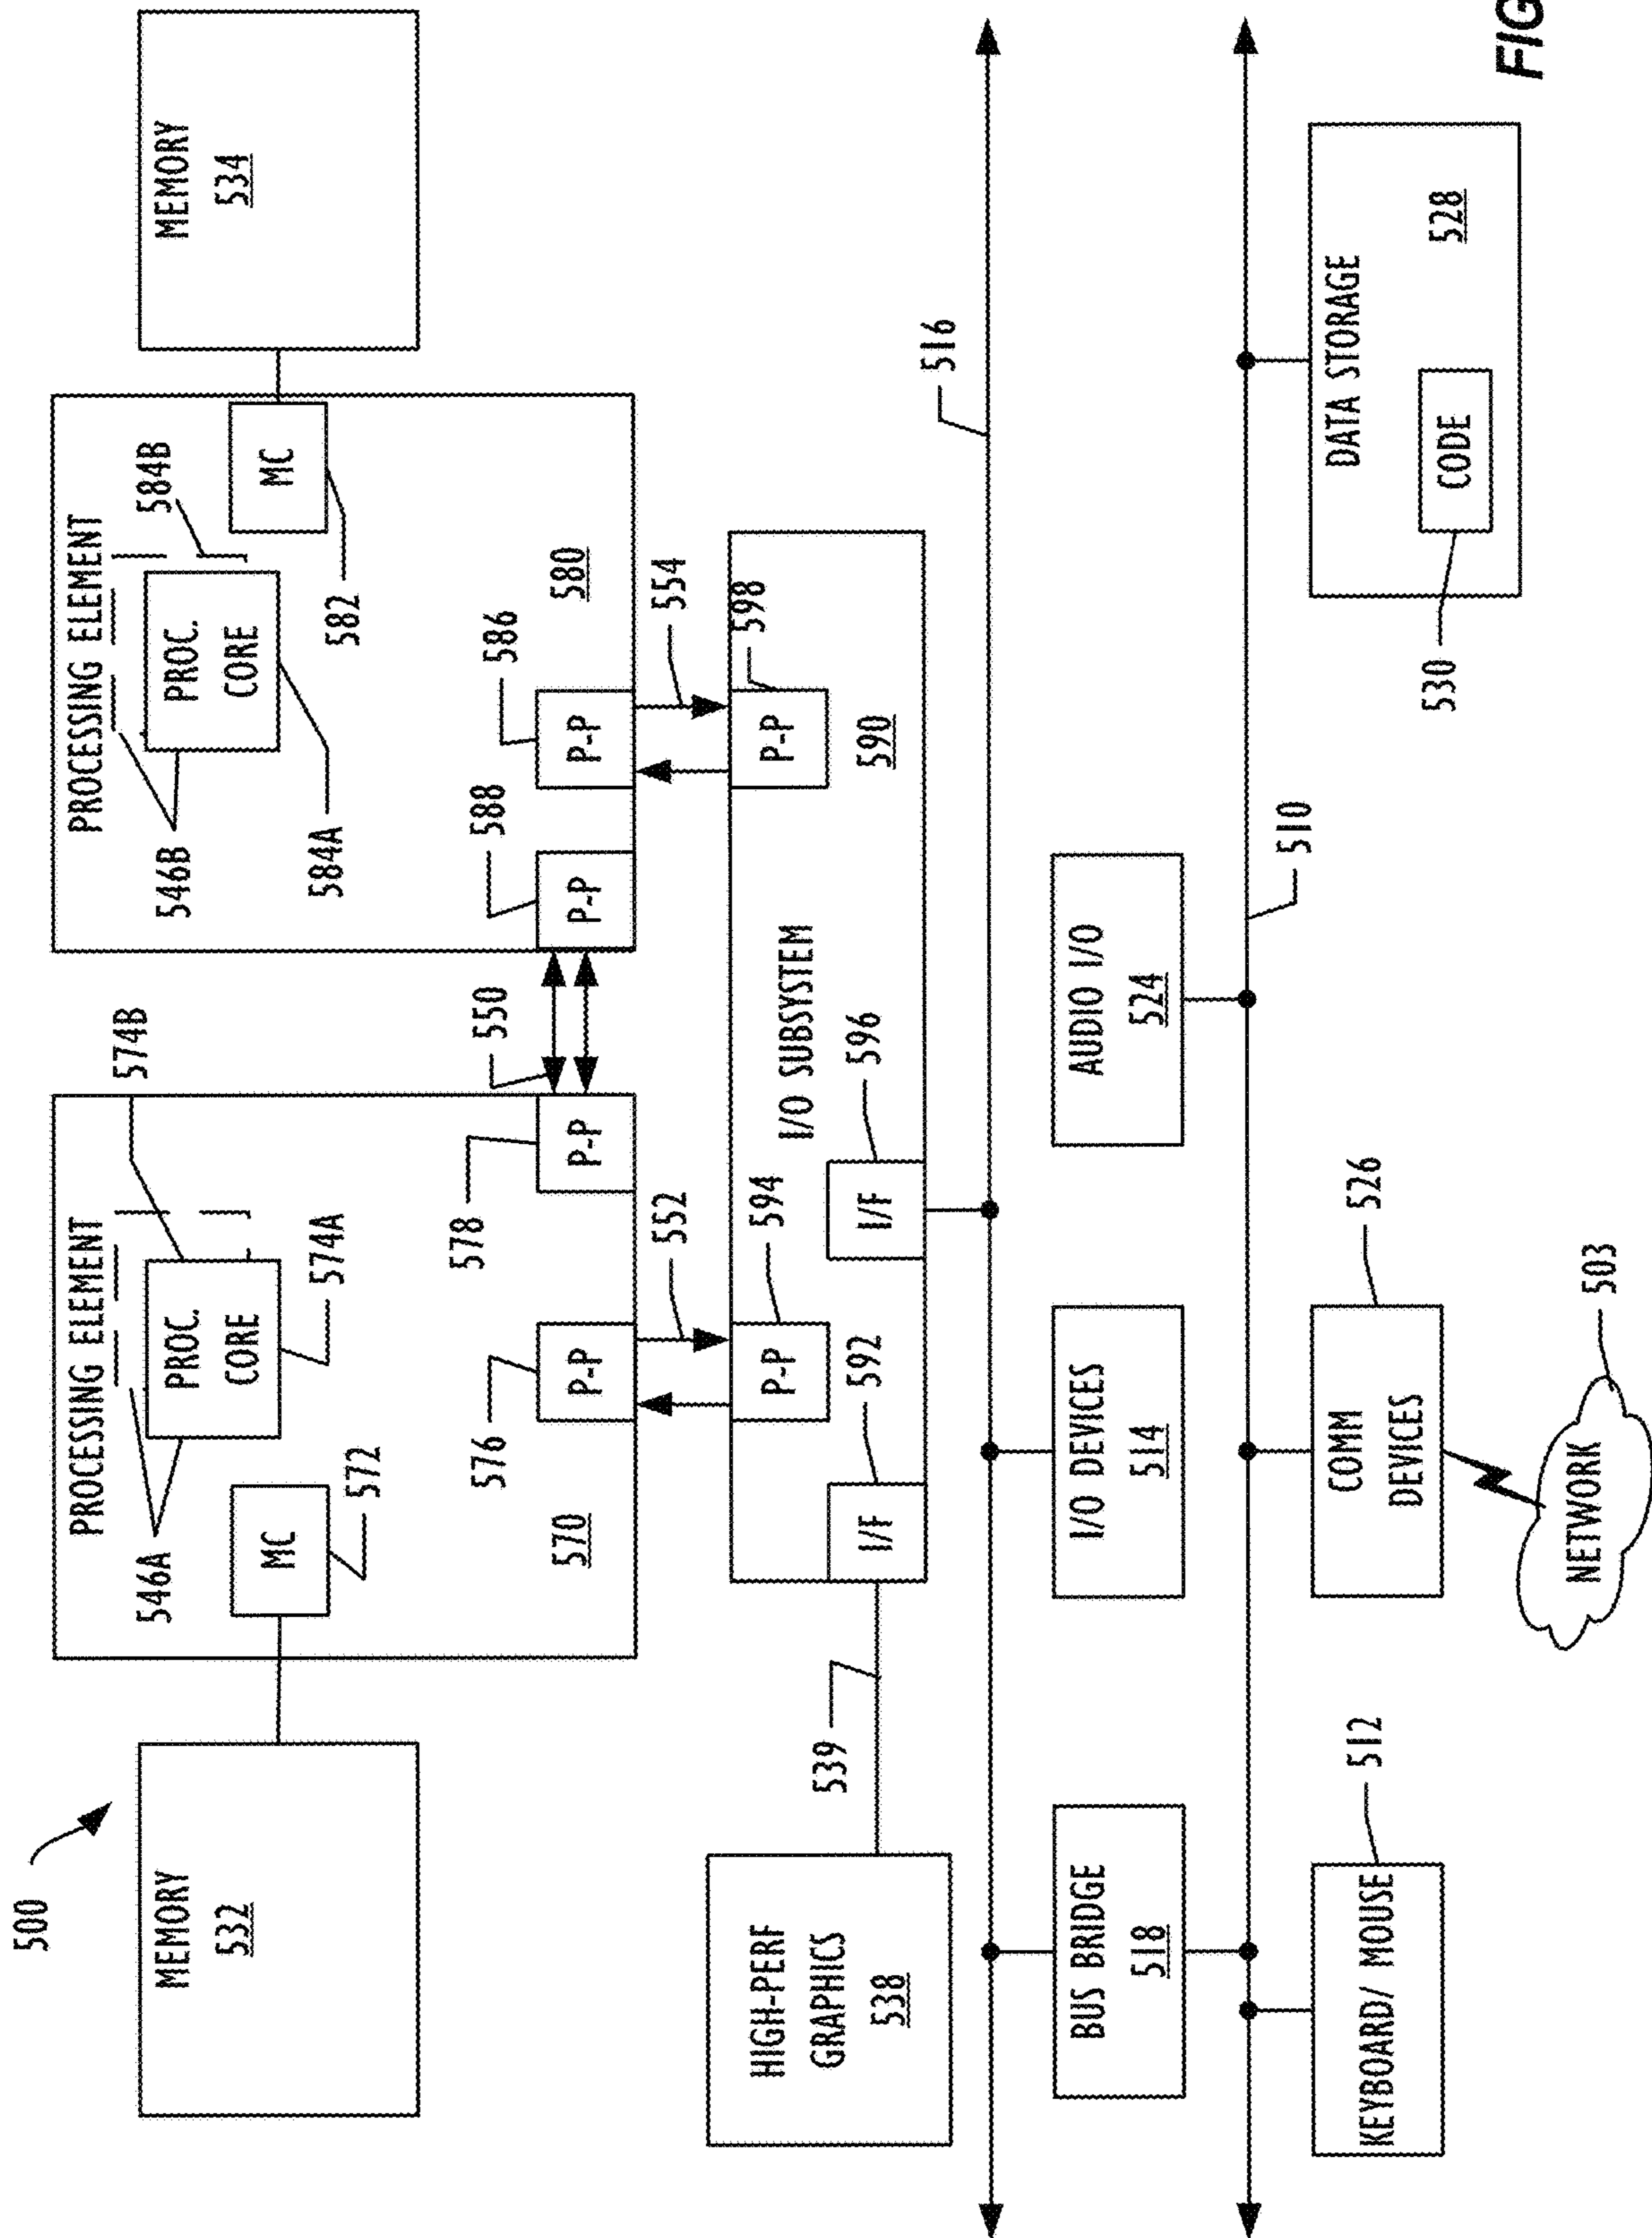 500
MEMORY
532
PROCESSING ELEMENT
546A
PROC.
CORE
574A
574B
MC
572
570
576
P-P
578
P-P
550
PROCESSING ELEMENT
546B
PROC.
CORE
584A
584B
MC
582
580
588
P-P
586
P-P
MEMORY
534
552
554
HIGH-PERF
GRAPHICS
538
539
I/O SUBSYSTEM
590
I/F
592
P-P
594
I/F
596
P-P
598
516
BUS BRIDGE
518
I/O DEVICES
514
AUDIO I/O
524
510
KEYBOARD/ MOUSE
512
COMM
DEVICES
526
NETWORK
503
DATA STORAGE
528
CODE
530
FIG